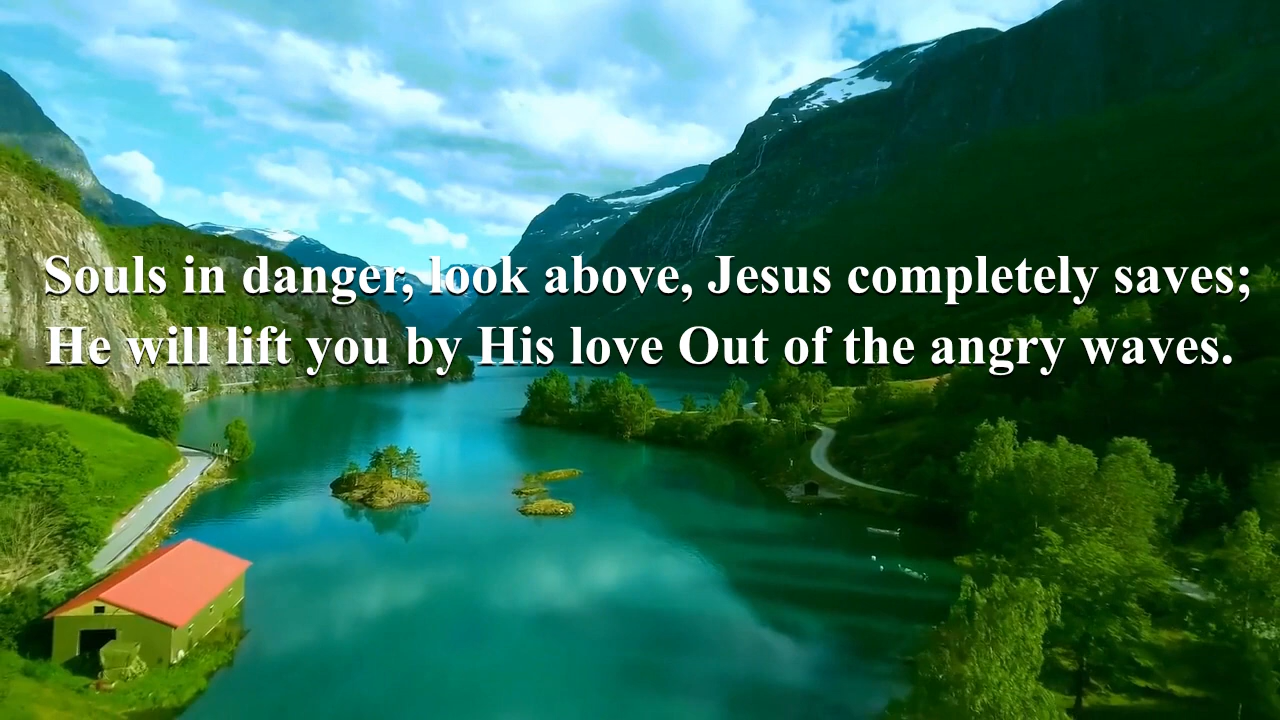 Souls in danger, look above, Jesus completely saves;
He will lift you by His love Out of the angry waves.